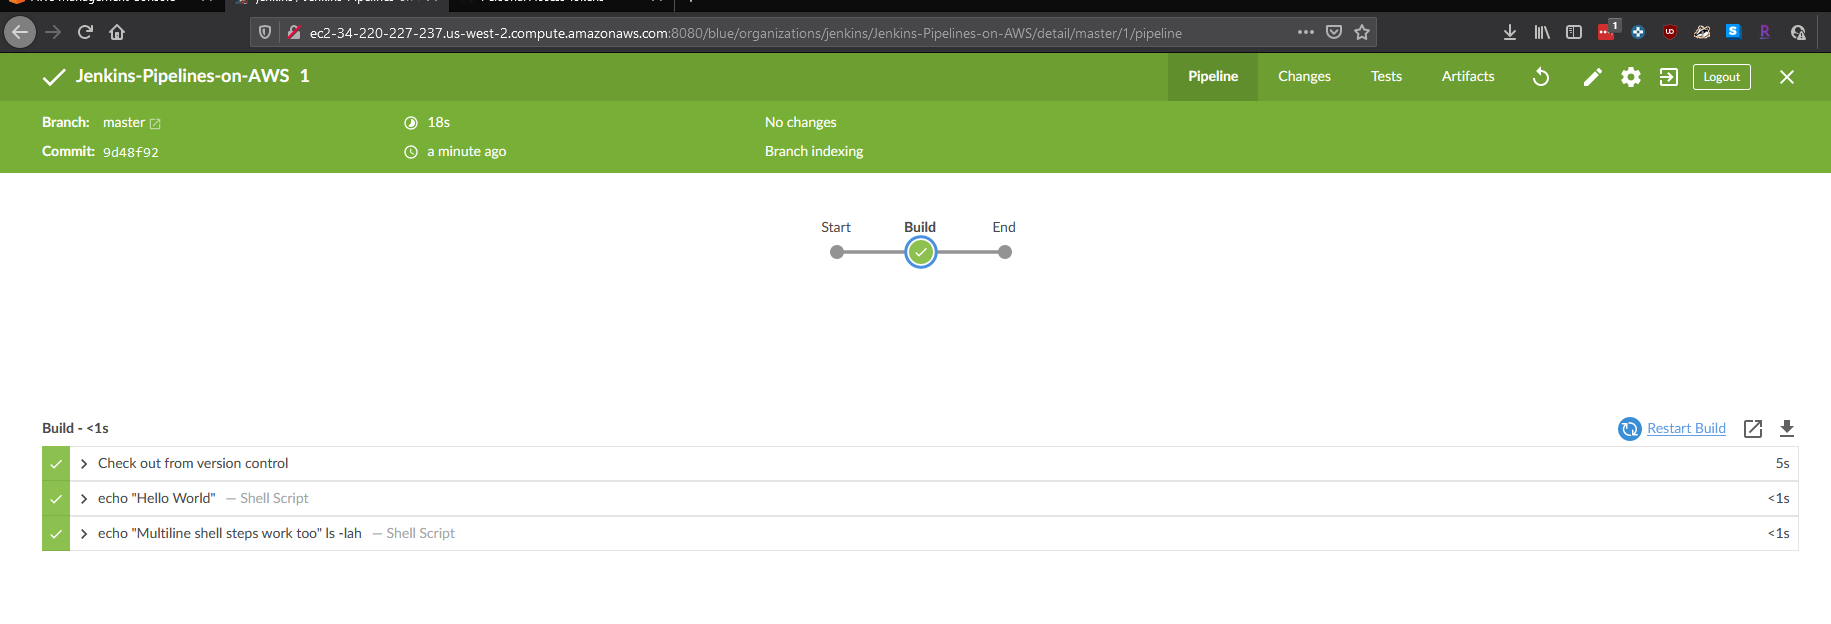 ec2-34-220-227-237.us-west-2.compute.amazonaws.com:8080/blue/organizations/jenkins/Jenkins-Pipelines-on-AWS/detail/master/1/pipeline
1
UD
S
R
Jenkins-Pipelines-on-AWS 1
Pipeline Changes Tests Artifacts Logout
Branch: master 18s No changes
Commit: 9d48f92 a minute ago Branch indexing
Start Build End
Build - <1s Restart Build
Check out from version control 5s
echo "Hello World" — Shell Script <1s
echo "Multiline shell steps work too" ls -lah — Shell Script <1s